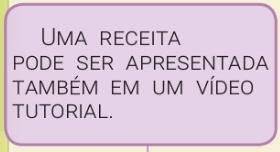 UMA RECEITA
PODE SER APRESENTADA
TAMBÉM EM UM VÍDEO
TUTORIAL.